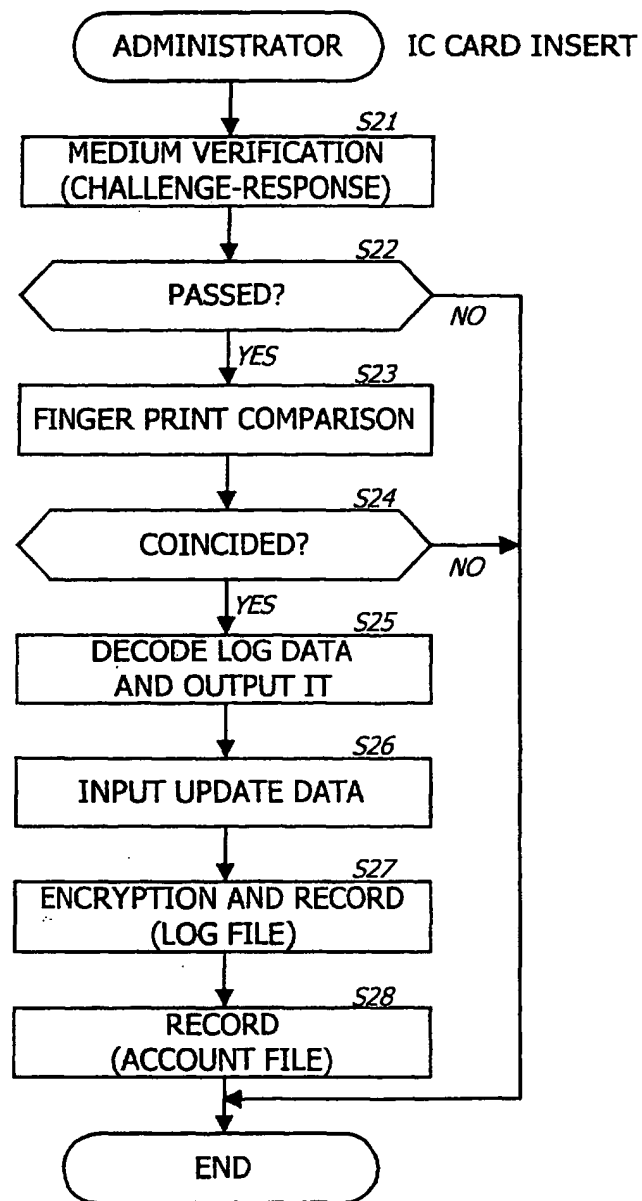 ADMINISTRATOR IC CARD INSERT
S21
MEDIUM VERIFICATION
(CHALLENGE-RESPONSE)
S22
PASSED?
NO
YES
S23
FINGER PRINT COMPARISON
S24
COINCIDED?
NO
YES
S25
DECODE LOG DATA
AND OUTPUT IT
S26
INPUT UPDATE DATA
S27
ENCRYPTION AND RECORD
(LOG FILE)
S28
RECORD
(ACCOUNT FILE)
END